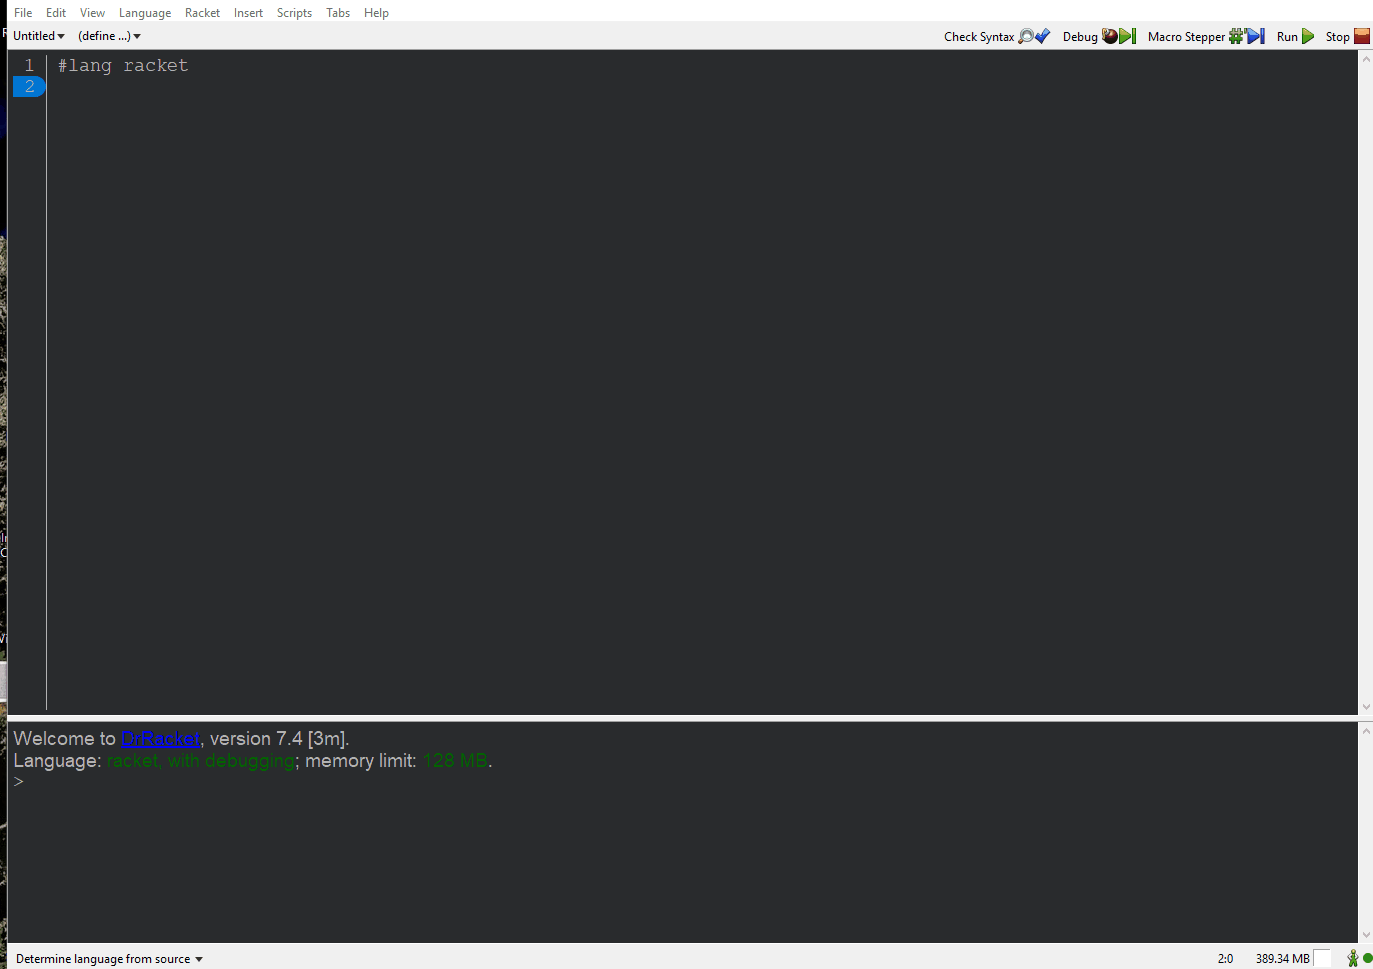 File Edit View Language Racket Insert Scripts Tabs Help
Untitled (define ...) Check Syntax Debug Macro Stepper Run Stop
1 #lang racket
2
Welcome to DrRacket, version 7.4 [3m].
Language: racket, with debugging; memory limit: 128 MB.
>
Determine language from source 2:0 389.34 MB